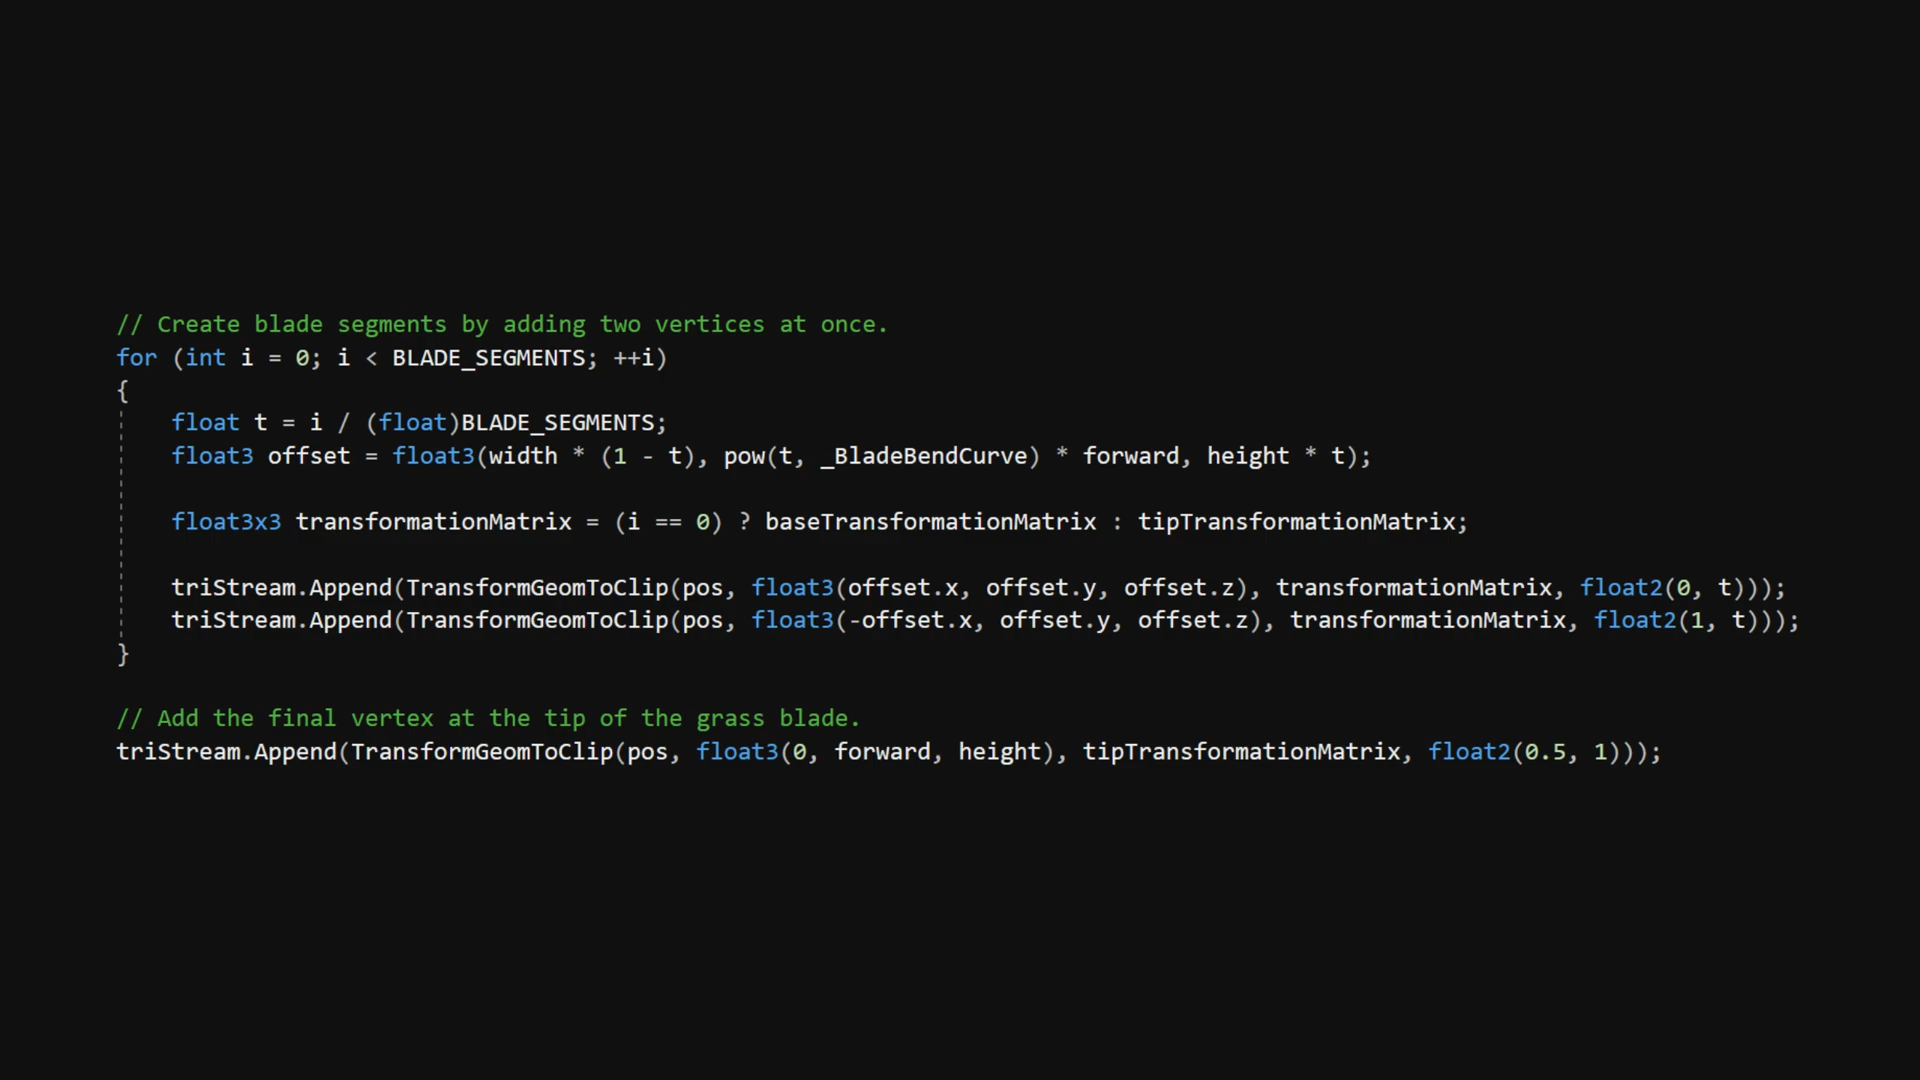 // Create blade segments by adding two vertices at once.
for (int i = 0; i < BLADE_SEGMENTS; ++i)
{
    float t = i / (float)BLADE_SEGMENTS;
    float3 offset = float3(width * (1 - t), pow(t, _BladeBendCurve) * forward, height * t);

    float3x3 transformationMatrix = (i == 0) ? baseTransformationMatrix : tipTransformationMatrix;

    triStream.Append(TransformGeomToClip(pos, float3(offset.x, offset.y, offset.z), transformationMatrix, float2(0, t)));
    triStream.Append(TransformGeomToClip(pos, float3(-offset.x, offset.y, offset.z), transformationMatrix, float2(1, t)));
}

// Add the final vertex at the tip of the grass blade.
triStream.Append(TransformGeomToClip(pos, float3(0, forward, height), tipTransformationMatrix, float2(0.5, 1)));